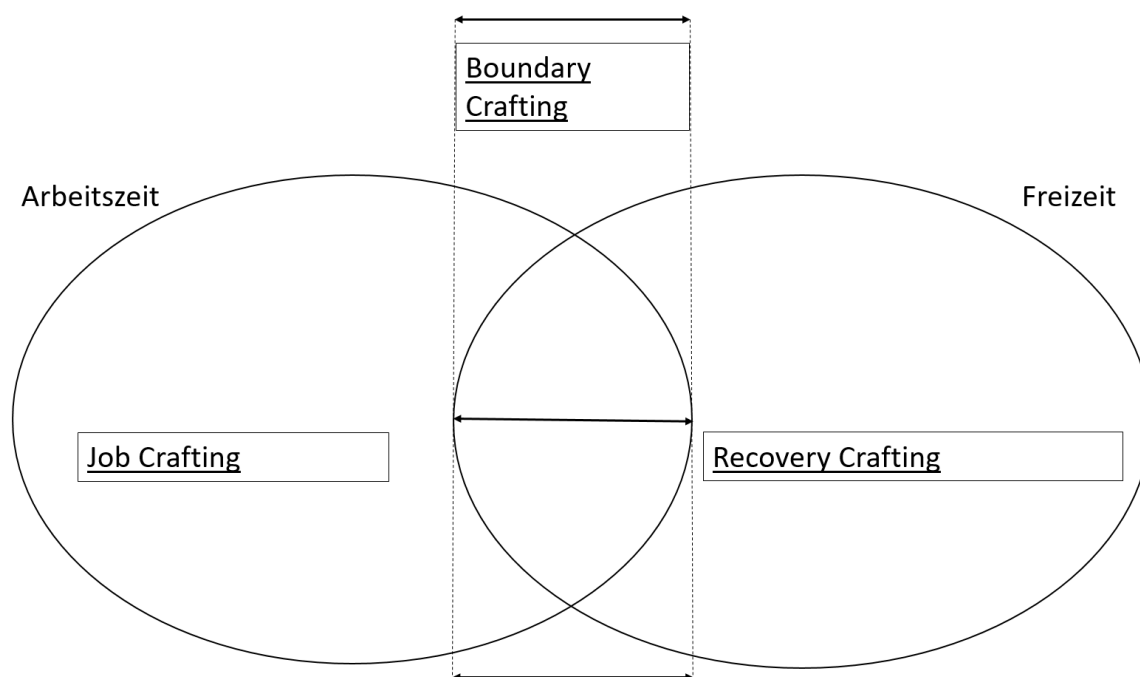 Boundary
Crafting
Arbeitszeit
Freizeit
Job Crafting
Recovery Crafting